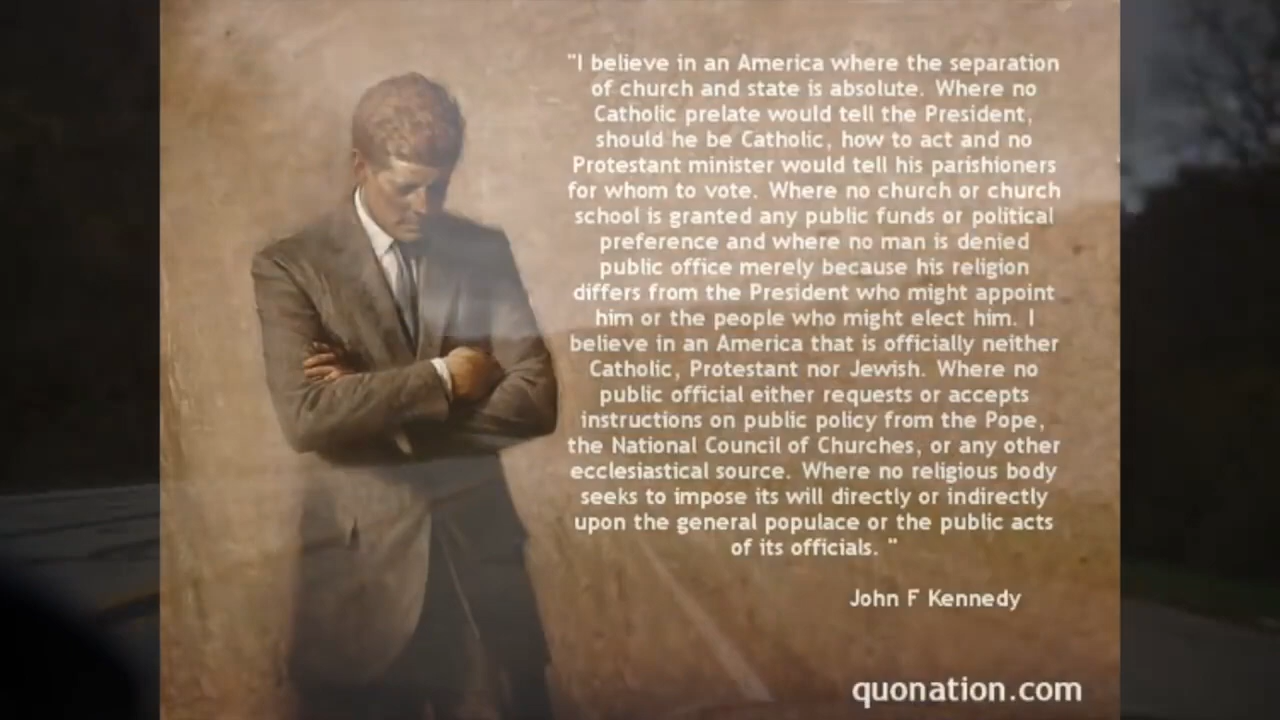 "I believe in an America where the separation
of church and state is absolute. Where no
Catholic prelate would tell the President,
should he be Catholic, how to act and no
Protestant minister would tell his parishioners
for whom to vote. Where no church or church
school is granted any public funds or political
preference and where no man is denied
public office merely because his religion
differs from the President who might appoint
him or the people who might elect him. I
believe in an America that is officially neither
Catholic, Protestant nor Jewish. Where no
public official either requests or accepts
instructions on public policy from the Pope,
the National Council of Churches, or any other
ecclesiastical source. Where no religious body
seeks to impose its will directly or indirectly
upon the general populace or the public acts
of its officials. "
John F Kennedy
quonation.com